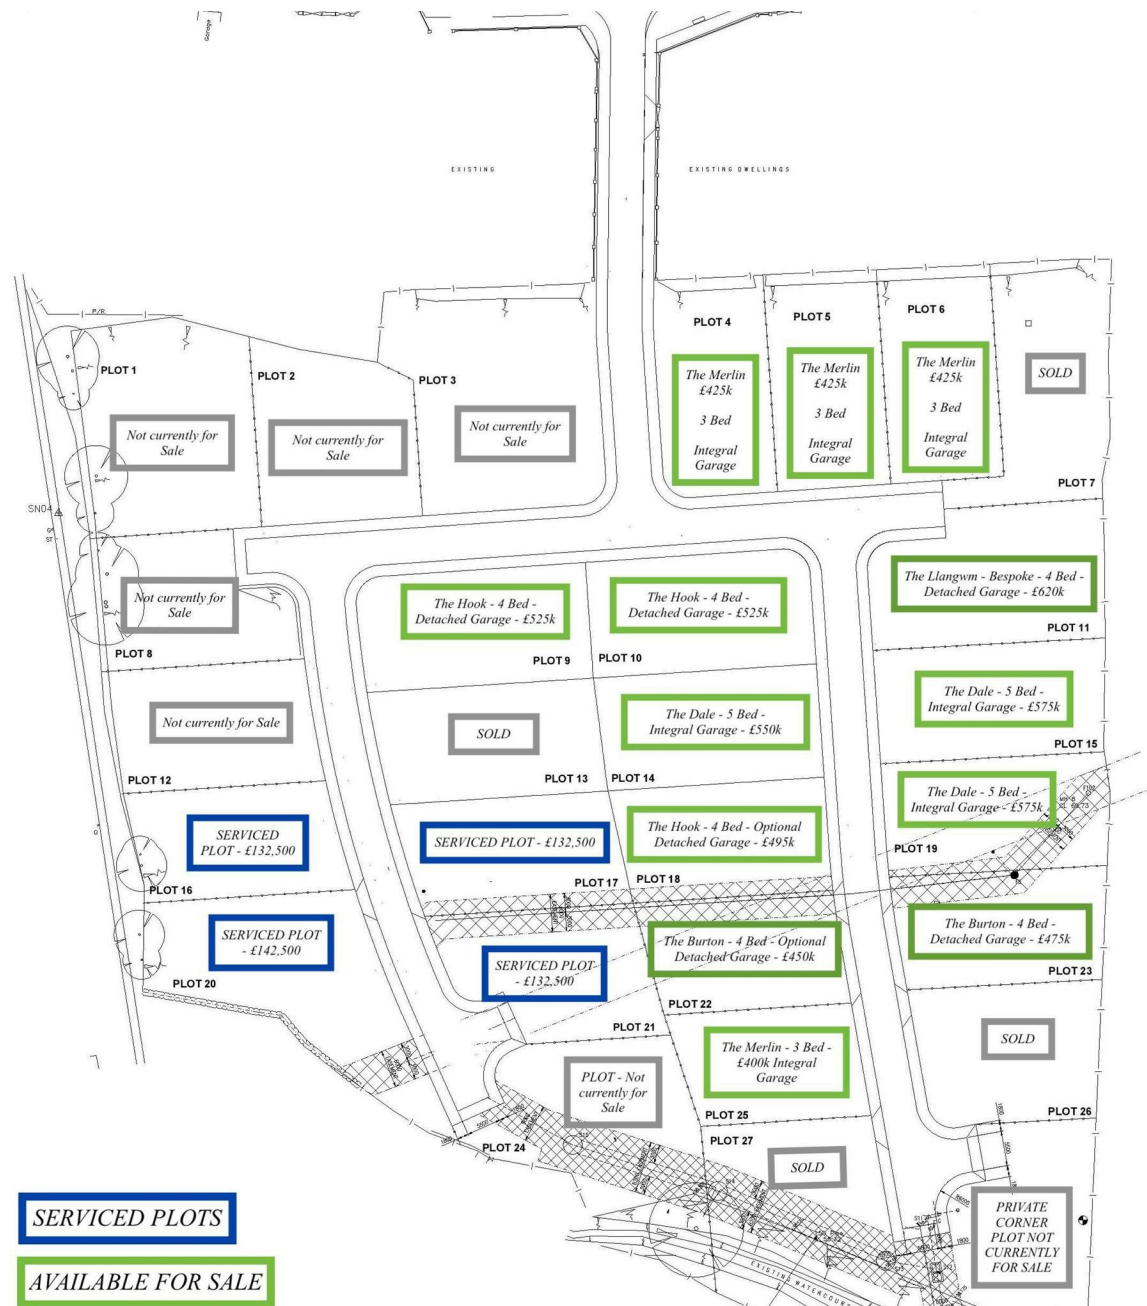 Garage
EXISTING
EXISTING DWELLINGS
P/R
PLOT 1
PLOT 2
PLOT 3
PLOT 4
PLOT 5
PLOT 6
The Merlin
£425k
3 Bed
Integral
Garage
The Merlin
£425k
3 Bed
Integral
Garage
The Merlin
£425k
3 Bed
Integral
Garage
SOLD
PLOT 7
Not currently for
Sale
Not currently for
Sale
Not currently for
Sale
SN04
ST
Not currently for
Sale
PLOT 8
The Hook - 4 Bed -
Detached Garage - £525k
PLOT 9
The Hook - 4 Bed -
Detached Garage - £525k
PLOT 10
The Llangwm - Bespoke - 4 Bed -
Detached Garage - £620k
PLOT 11
Not currently for Sale
PLOT 12
SOLD
PLOT 13
The Dale - 5 Bed -
Integral Garage - £550k
PLOT 14
The Dale - 5 Bed -
Integral Garage - £575k
PLOT 15
SERVICED
PLOT - £132,500
PLOT 16
SERVICED PLOT - £132,500
PLOT 17
The Hook - 4 Bed - Optional
Detached Garage - £495k
PLOT 18
The Dale - 5 Bed -
Integral Garage - £575k
PLOT 19
SERVICED PLOT
- £142,500
PLOT 20
SERVICED PLOT
- £132,500
PLOT 21
The Burton - 4 Bed - Optional
Detached Garage - £450k
PLOT 22
The Burton - 4 Bed -
Detached Garage - £475k
PLOT 23
PLOT - Not
currently for
Sale
PLOT 24
The Merlin - 3 Bed -
£400k Integral
Garage
PLOT 25
SOLD
PLOT 26
PLOT 27
SOLD
PRIVATE
CORNER
PLOT NOT
CURRENTLY
FOR SALE
SERVICED PLOTS
AVAILABLE FOR SALE